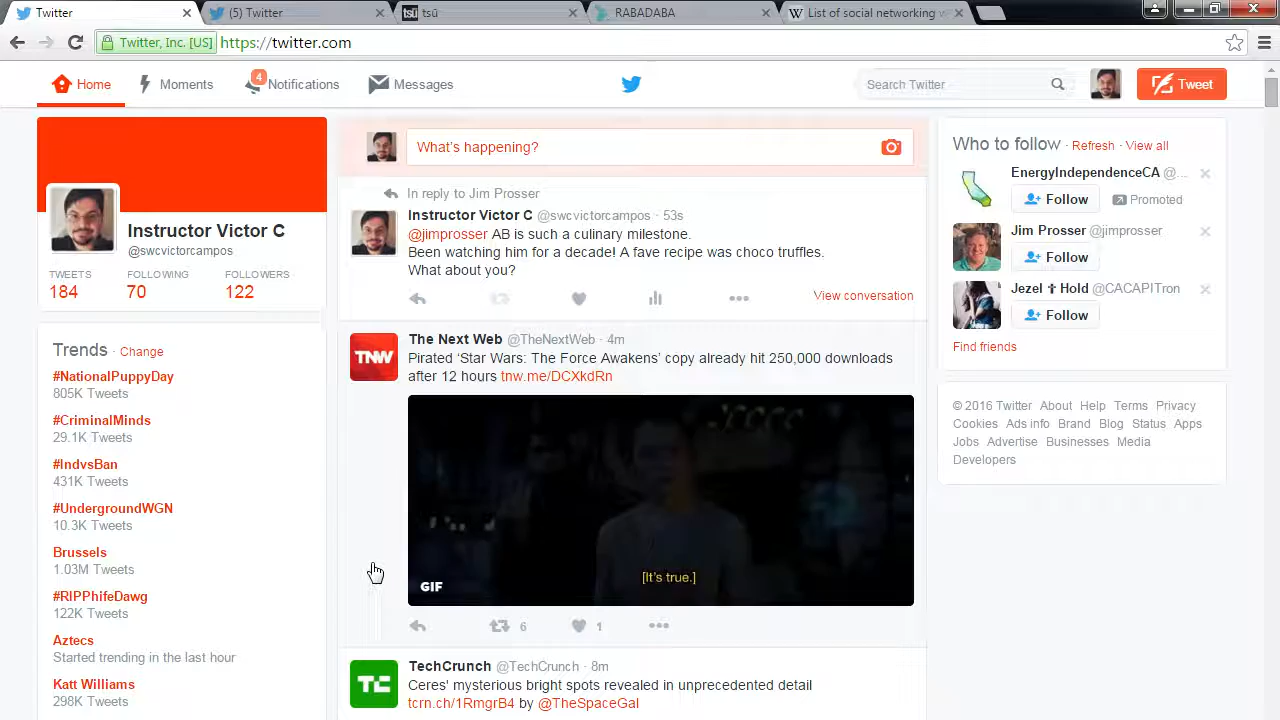 Twitter
(5) Twitter
tsū
RABADABA
List of social networking w
Twitter, Inc. [US]
https://twitter.com
Home
Moments
4
Notifications
Messages
Search Twitter
Tweet
Instructor Victor C
@swcvictorcampos
TWEETS FOLLOWING FOLLOWERS
184 70 122
Trends · Change
#NationalPuppyDay
805K Tweets
#CriminalMinds
29.1K Tweets
#IndvsBan
431K Tweets
#UndergroundWGN
10.3K Tweets
Brussels
1.03M Tweets
#RIPPhifeDawg
122K Tweets
Aztecs
Started trending in the last hour
Katt Williams
298K Tweets
What's happening?
In reply to Jim Prosser
Instructor Victor C @swcvictorcampos · 53s
@jimprosser AB is such a culinary milestone.
Been watching him for a decade! A fave recipe was choco truffles.
What about you?
View conversation
The Next Web @TheNextWeb · 4m
Pirated 'Star Wars: The Force Awakens' copy already hit 250,000 downloads
after 12 hours tnw.me/DCXkdRn
TNW
[It's true.]
GIF
6 1
TechCrunch @TechCrunch · 8m
Ceres' mysterious bright spots revealed in unprecedented detail
tcrn.ch/1RmgrB4 by @TheSpaceGal
TC
Who to follow · Refresh · View all
EnergyIndependenceCA @...
Follow Promoted
Jim Prosser @jimprosser
Follow
Jezel ✝ Hold @CACAPITron
Follow
Find friends
© 2016 Twitter About Help Terms Privacy
Cookies Ads info Brand Blog Status Apps
Jobs Advertise Businesses Media
Developers